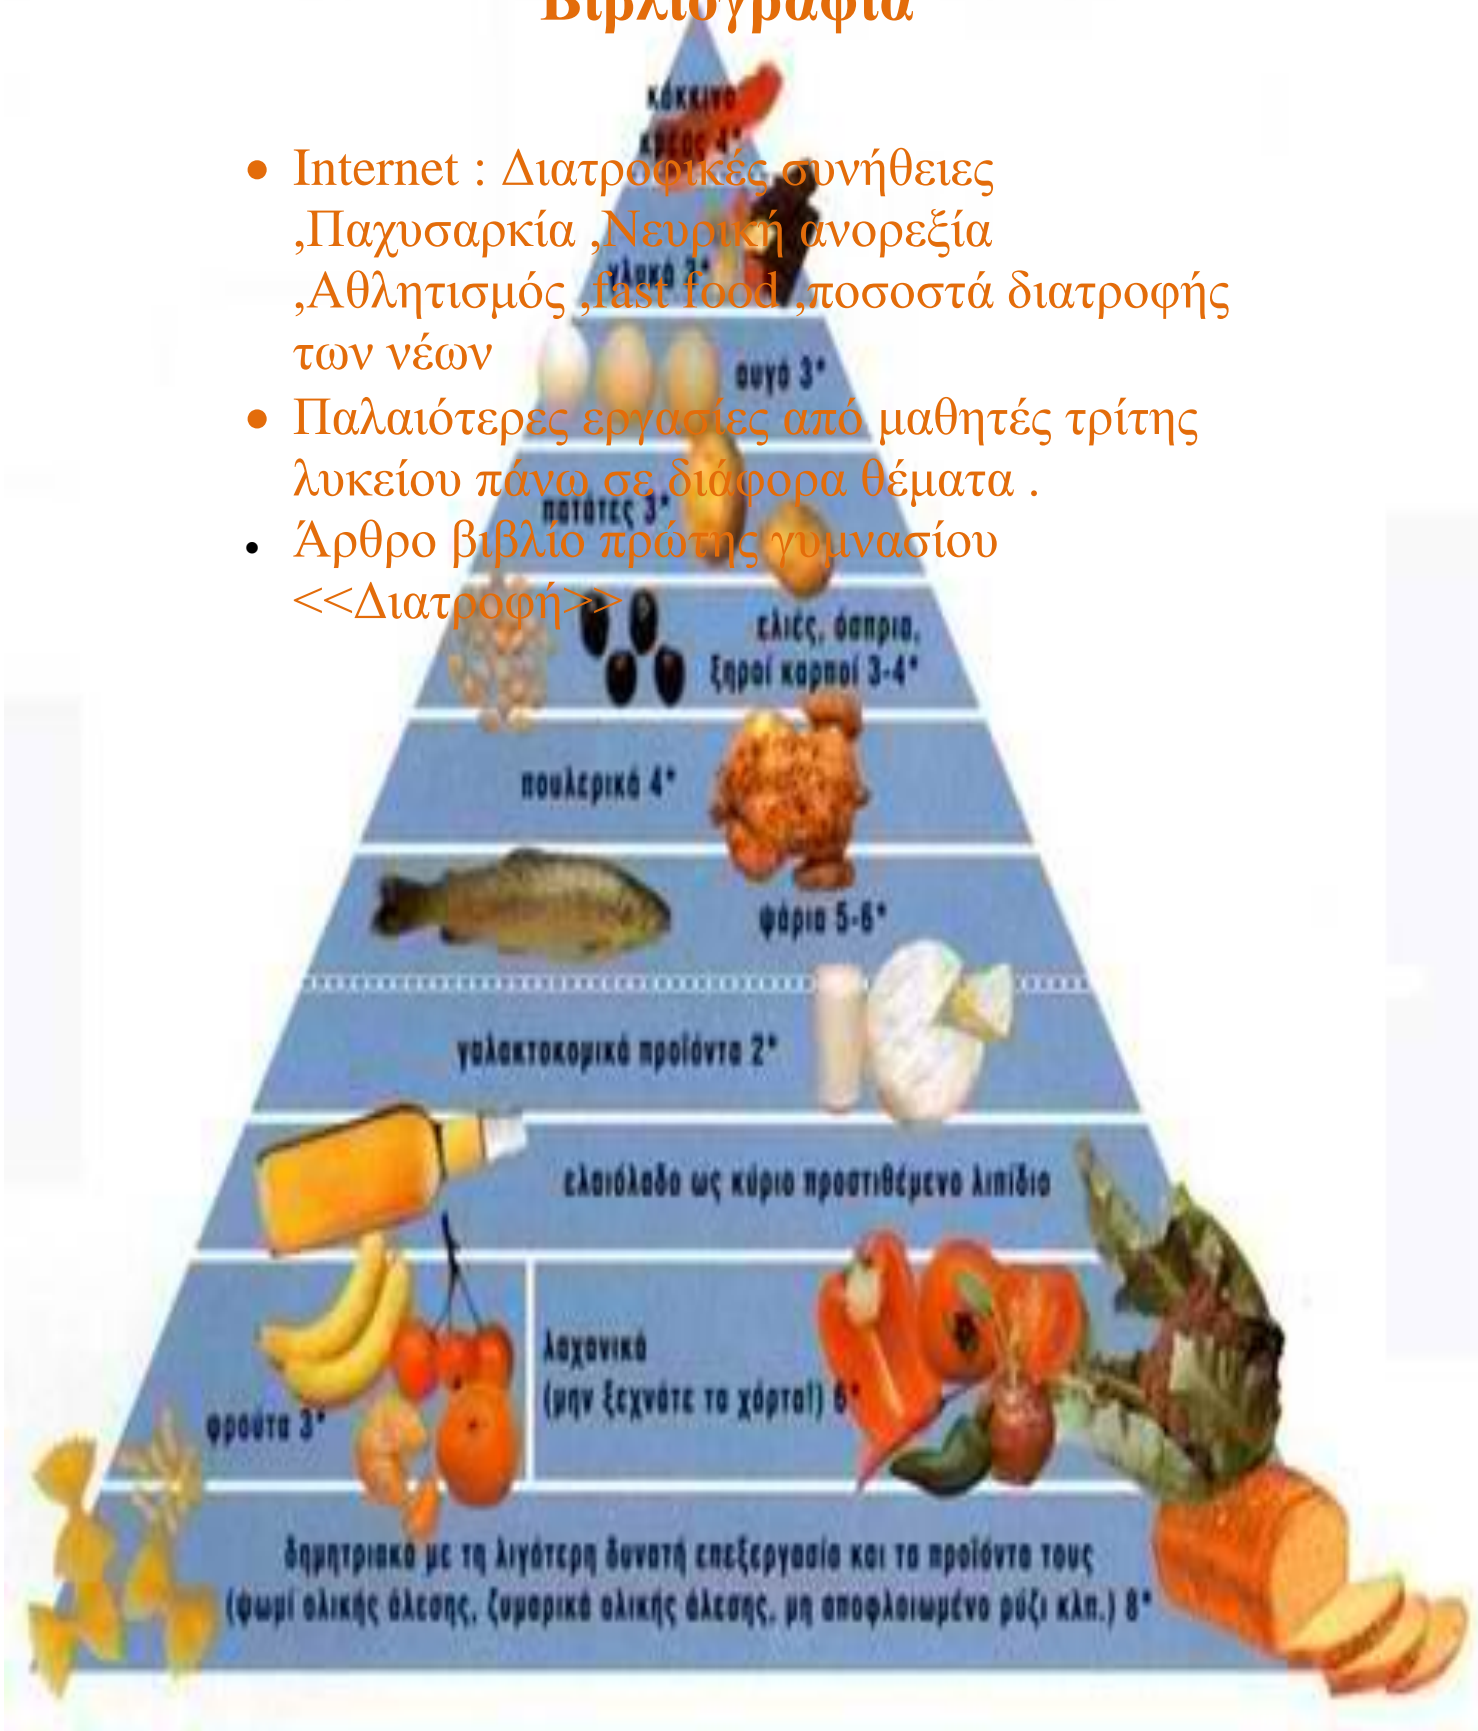 Βιβλιογραφία
κόκκινο
κρέας 4*
• Internet : Διατροφικές συνήθειες
,Παχυσαρκία ,Νευρική ανορεξία
γλυκά 3*
,Αθλητισμός ,fast food ,ποσοστά διατροφής
των νέων
αυγά 3*
• Παλαιότερες εργασίες από μαθητές τρίτης
λυκείου πάνω σε διάφορα θέματα .
πατάτες 3*
• Άρθρο βιβλίο πρώτης γυμνασίου
<<Διατροφή>>
ελιές, όσπρια,
ξηροί καρποί 3-4*
πουλερικά 4*
ψάρια 5-6*
γαλακτοκομικά προϊόντα 2*
ελαιόλαδο ως κύριο προστιθέμενο λιπίδιο
λαχανικά
(μην ξεχνάτε τα χόρτα!) 6*
φρούτα 3*
δημητριακά με τη λιγότερη δυνατή επεξεργασία και τα προϊόντα τους
(ψωμί ολικής άλεσης, ζυμαρικά ολικής άλεσης, μη αποφλοιωμένο ρύζι κλπ.) 8*